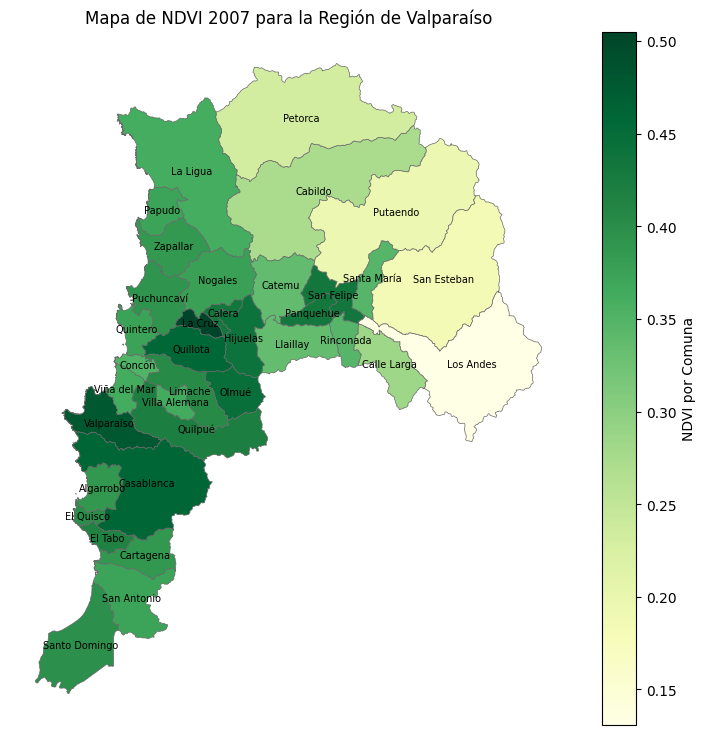 Mapa de NDVI 2007 para la Región de Valparaíso
Petorca
La Ligua
Cabildo
Papudo
Putaendo
Zapallar
Nogales
Catemu
Santa María
San Esteban
Puchuncaví
San Felipe
Calera
La Cruz
Panquehue
Quintero
Hijuelas
Rinconada
Llaillay
Quillota
Concón
Calle Larga
Los Andes
Viña del Mar
Limache
Olmué
Villa Alemana
Valparaíso
Quilpué
Casablanca
Algarrobo
El Quisco
El Tabo
Cartagena
San Antonio
Santo Domingo
0.50
0.45
0.40
0.35
0.30
0.25
0.20
0.15
NDVI por Comuna